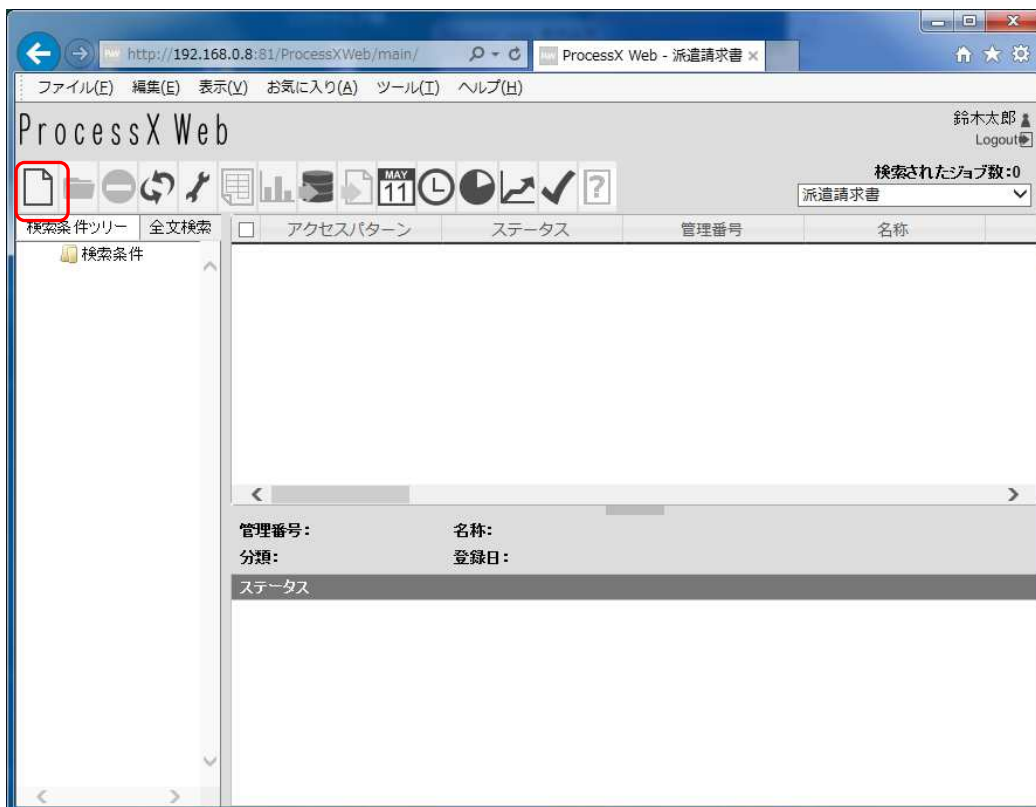 http://192.168.0.8:81/ProcessXWeb/main/
ProcessX Web - 派遣請求書
ファイル(F) 編集(E) 表示(V) お気に入り(A) ツール(T) ヘルプ(H)
ProcessX Web
鈴木太郎
Logout
MAY
11
検索されたジョブ数:0
派遣請求書
検索条件ツリー 全文検索
アクセスパターン ステータス 管理番号 名称
検索条件
管理番号: 名称:
分類: 登録日:
ステータス